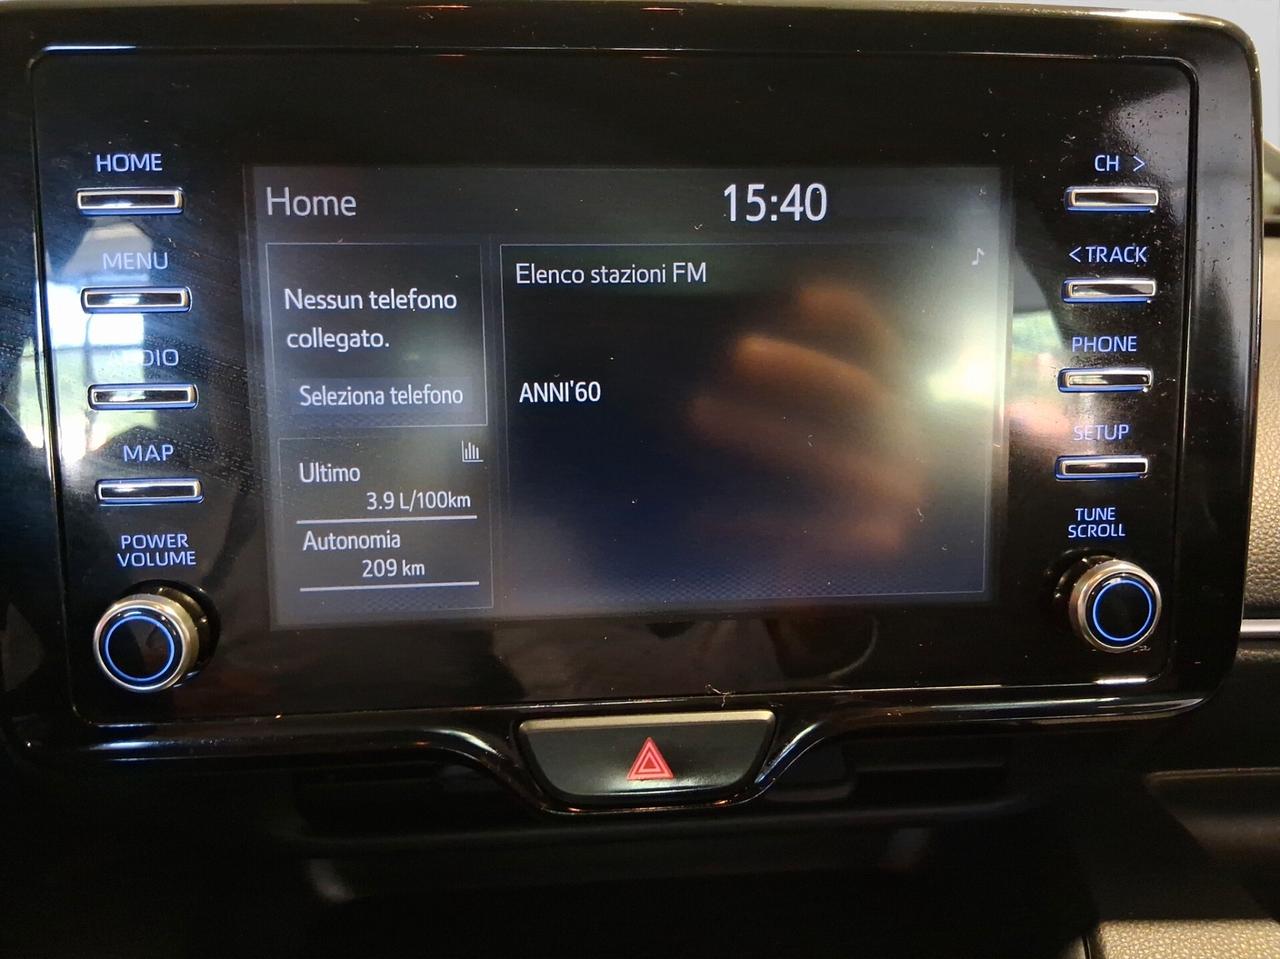 HOME
MENU
AUDIO
MAP
POWER
VOLUME
Home
15:40
Nessun telefono
collegato.
Seleziona telefono
Ultimo
3.9 L/100km
Autonomia
209 km
Elenco stazioni FM
ANNI'60
CH >
< TRACK
PHONE
SETUP
TUNE
SCROLL